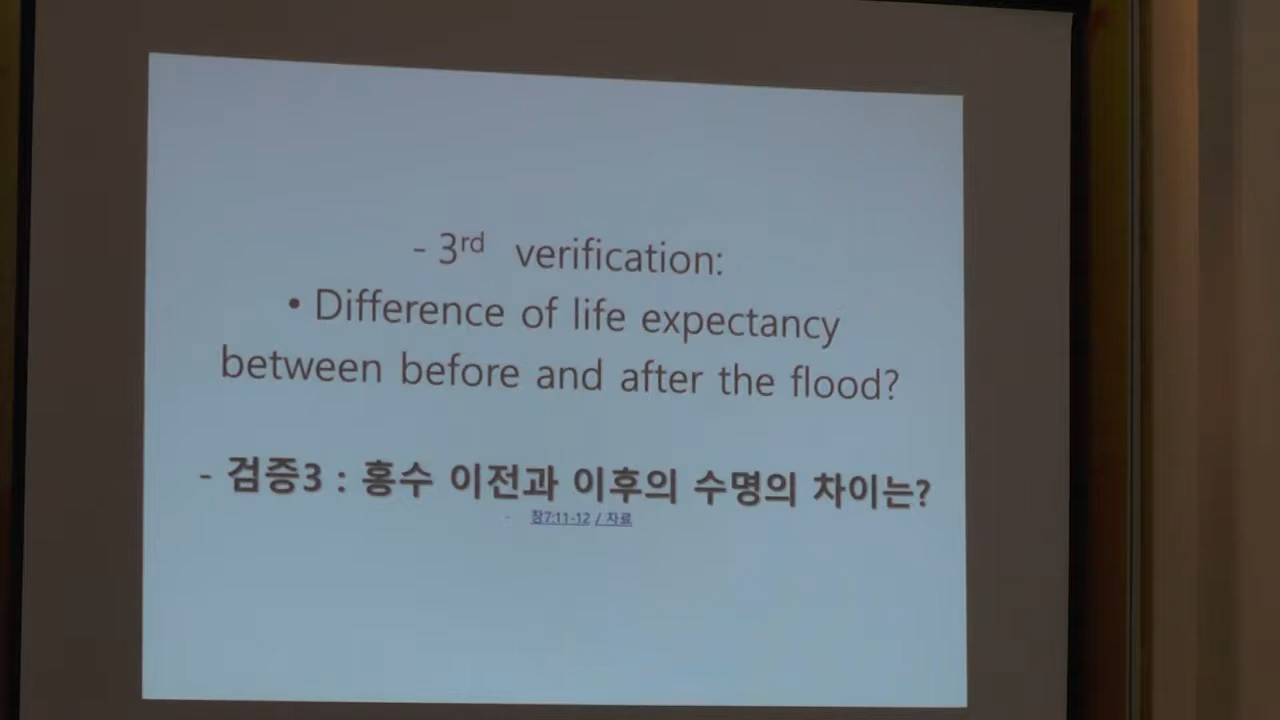 - 3rd verification:
• Difference of life expectancy
between before and after the flood?
- 검증3 : 홍수 이전과 이후의 수명의 차이는?
- 창7:11-12 / 자료